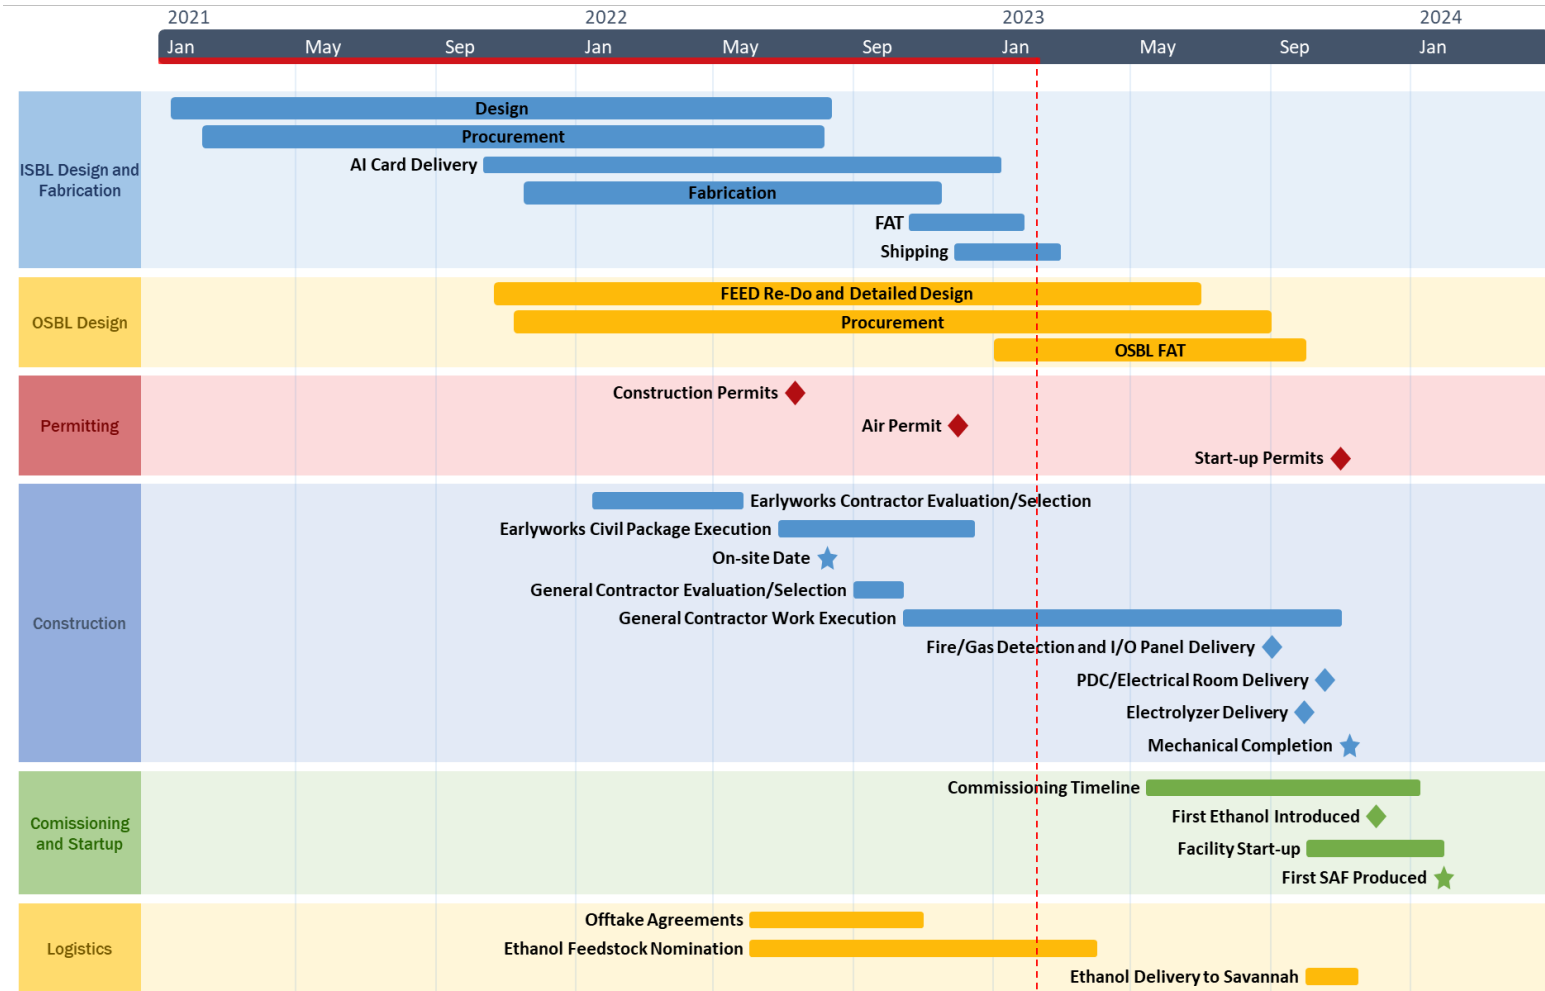 2021 2022 2023 2024
Jan May Sep Jan May Sep Jan May Sep Jan
ISBL Design and
Fabrication
Design
Procurement
AI Card Delivery
Fabrication
FAT
Shipping
OSBL Design
FEED Re-Do and Detailed Design
Procurement
OSBL FAT
Permitting
Construction Permits
Air Permit
Start-up Permits
Construction
Earlyworks Contractor Evaluation/Selection
Earlyworks Civil Package Execution
On-site Date
General Contractor Evaluation/Selection
General Contractor Work Execution
Fire/Gas Detection and I/O Panel Delivery
PDC/Electrical Room Delivery
Electrolyzer Delivery
Mechanical Completion
Comissioning
and Startup
Commissioning Timeline
First Ethanol Introduced
Facility Start-up
First SAF Produced
Logistics
Offtake Agreements
Ethanol Feedstock Nomination
Ethanol Delivery to Savannah